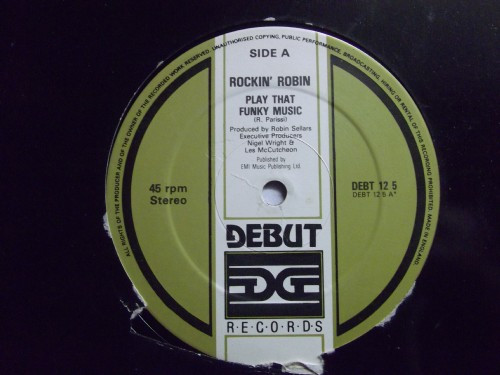 ALL RIGHTS OF THE PRODUCER AND OF THE OWNER OF THE RECORDED WORK RESERVED. UNAUTHORISED COPYING, PUBLIC PERFORMANCE, BROADCASTING, HIRING OR RENTAL OF THIS RECORDING PROHIBITED. MADE IN ENGLAND.
SIDE A
ROCKIN' ROBIN
PLAY THAT
FUNKY MUSIC
(R. Parissi)
Produced by Robin Sellars
Executive Producers
Nigel Wright &
Les McCutcheon
Published by
EMI Music Publishing Ltd.
45 rpm
Stereo
DEBT 12 5
DEBT 12 5 A*
DEBUT
R·E·C·O·R·D·S